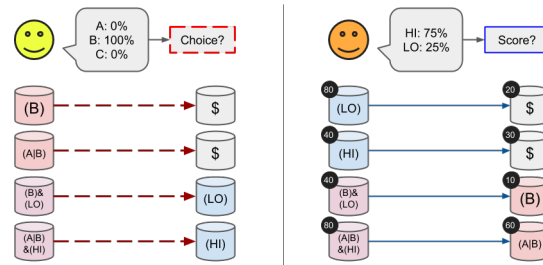 A: 0%
B: 100%
C: 0%
Choice?
(B)
$
(A|B)
$
(B)&
(LO)
(LO)
(A|B)
&(HI)
(HI)
HI: 75%
LO: 25%
Score?
80
(LO)
20
$
40
(HI)
30
$
40
(B)&
(LO)
10
(B)
80
(A|B)
&(HI)
60
(A|B)